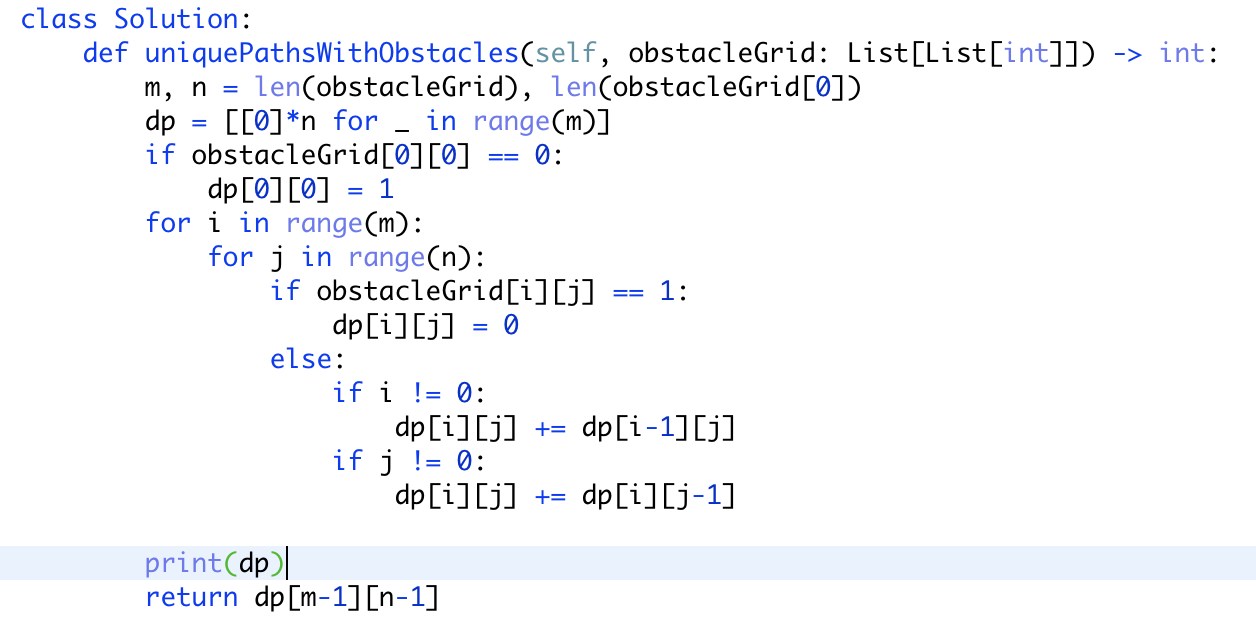 class Solution:
    def uniquePathsWithObstacles(self, obstacleGrid: List[List[int]]) -> int:
        m, n = len(obstacleGrid), len(obstacleGrid[0])
        dp = [[0]*n for _ in range(m)]
        if obstacleGrid[0][0] == 0:
            dp[0][0] = 1
        for i in range(m):
            for j in range(n):
                if obstacleGrid[i][j] == 1:
                    dp[i][j] = 0
                else:
                    if i != 0:
                        dp[i][j] += dp[i-1][j]
                    if j != 0:
                        dp[i][j] += dp[i][j-1]

        print(dp)
        return dp[m-1][n-1]